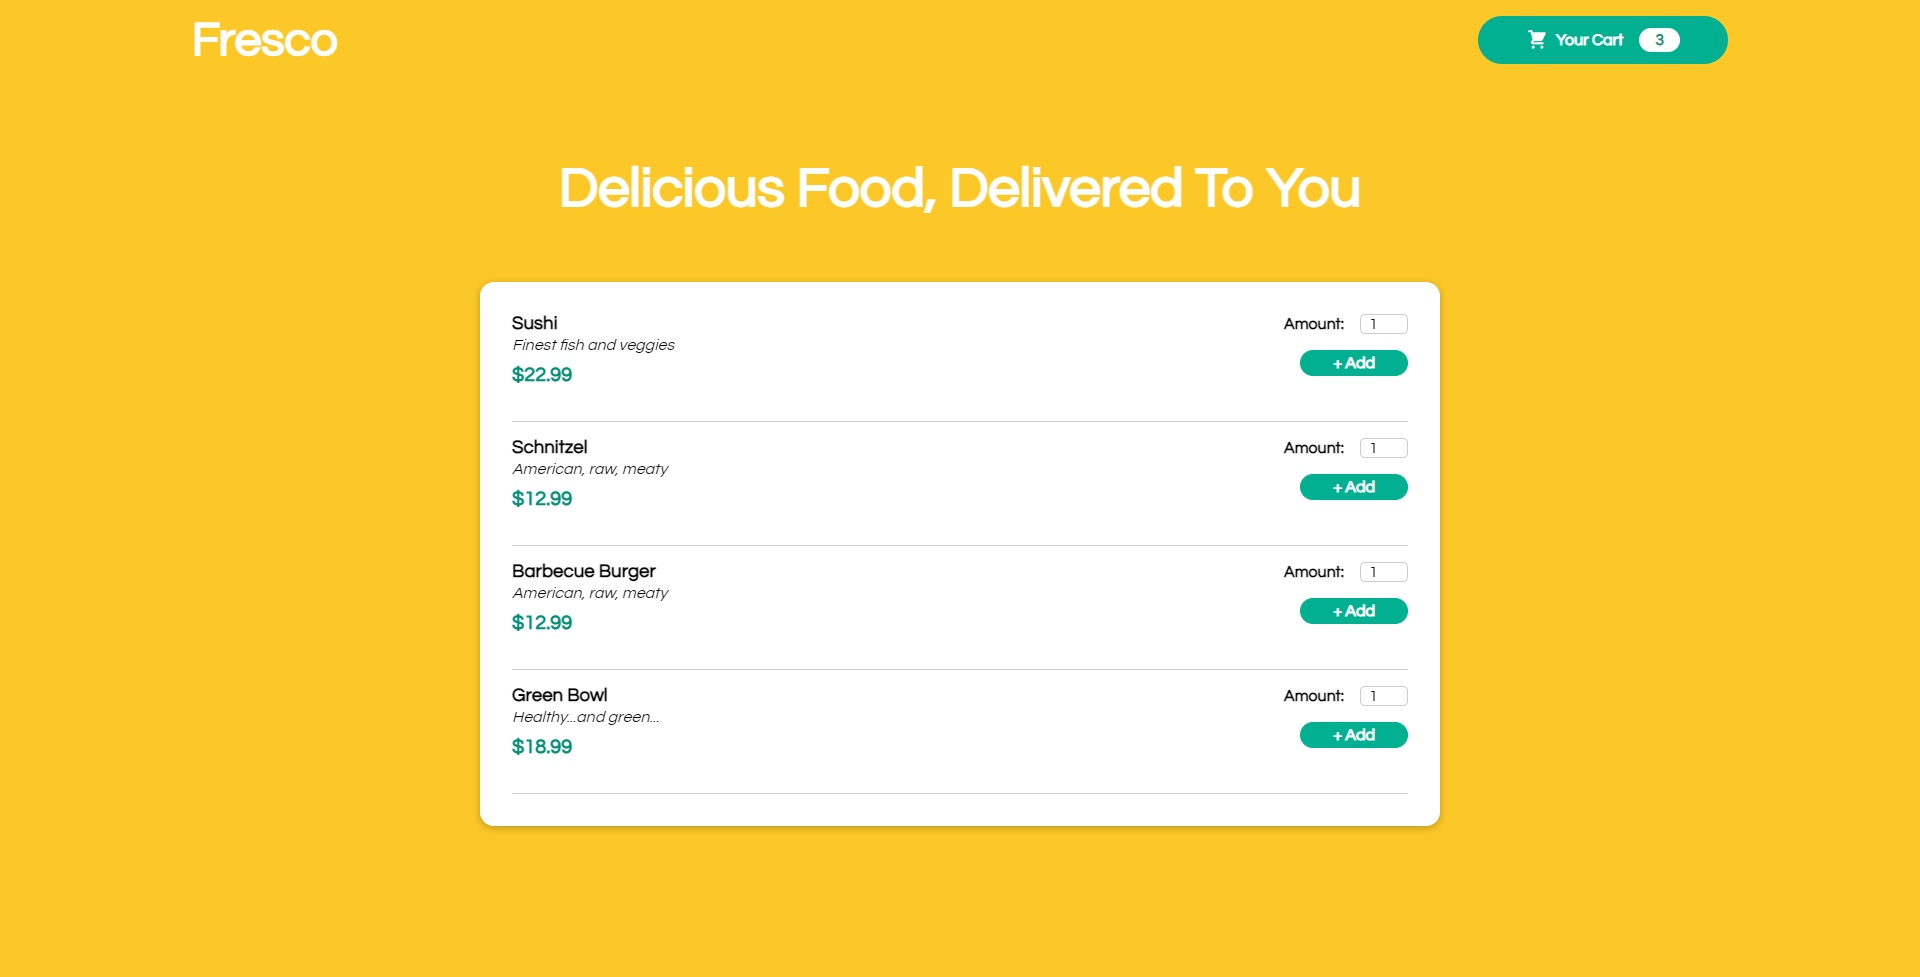 Fresco
Your Cart 3
Delicious Food, Delivered To You
Sushi
Amount: 1
Finest fish and veggies
+ Add
$22.99
Schnitzel
Amount: 1
American, raw, meaty
+ Add
$12.99
Barbecue Burger
Amount: 1
American, raw, meaty
+ Add
$12.99
Green Bowl
Amount: 1
Healthy...and green...
+ Add
$18.99